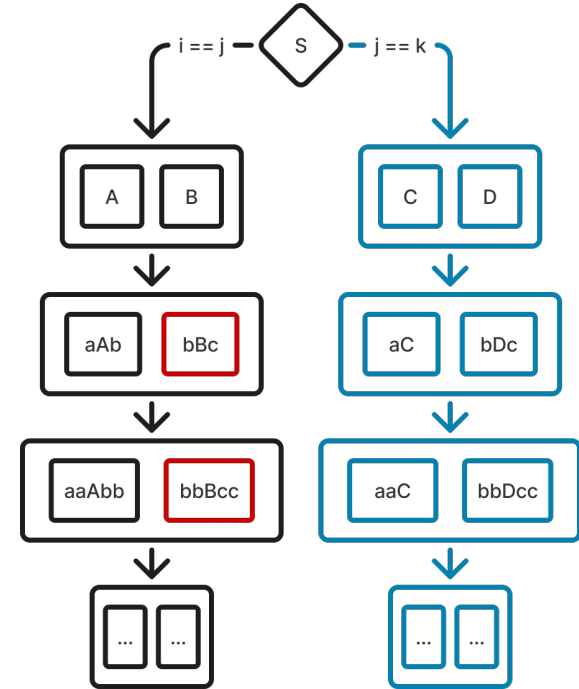 i == j S j == k
A B C D
aAb bBc aC bDc
aaAbb bbBcc aaC bbDcc
... ... ... ...